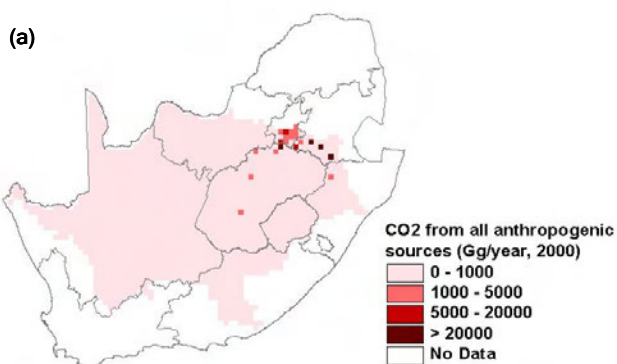 (a)
CO2 from all anthropogenic
sources (Gg/year, 2000)
0 - 1000
1000 - 5000
5000 - 20000
> 20000
No Data